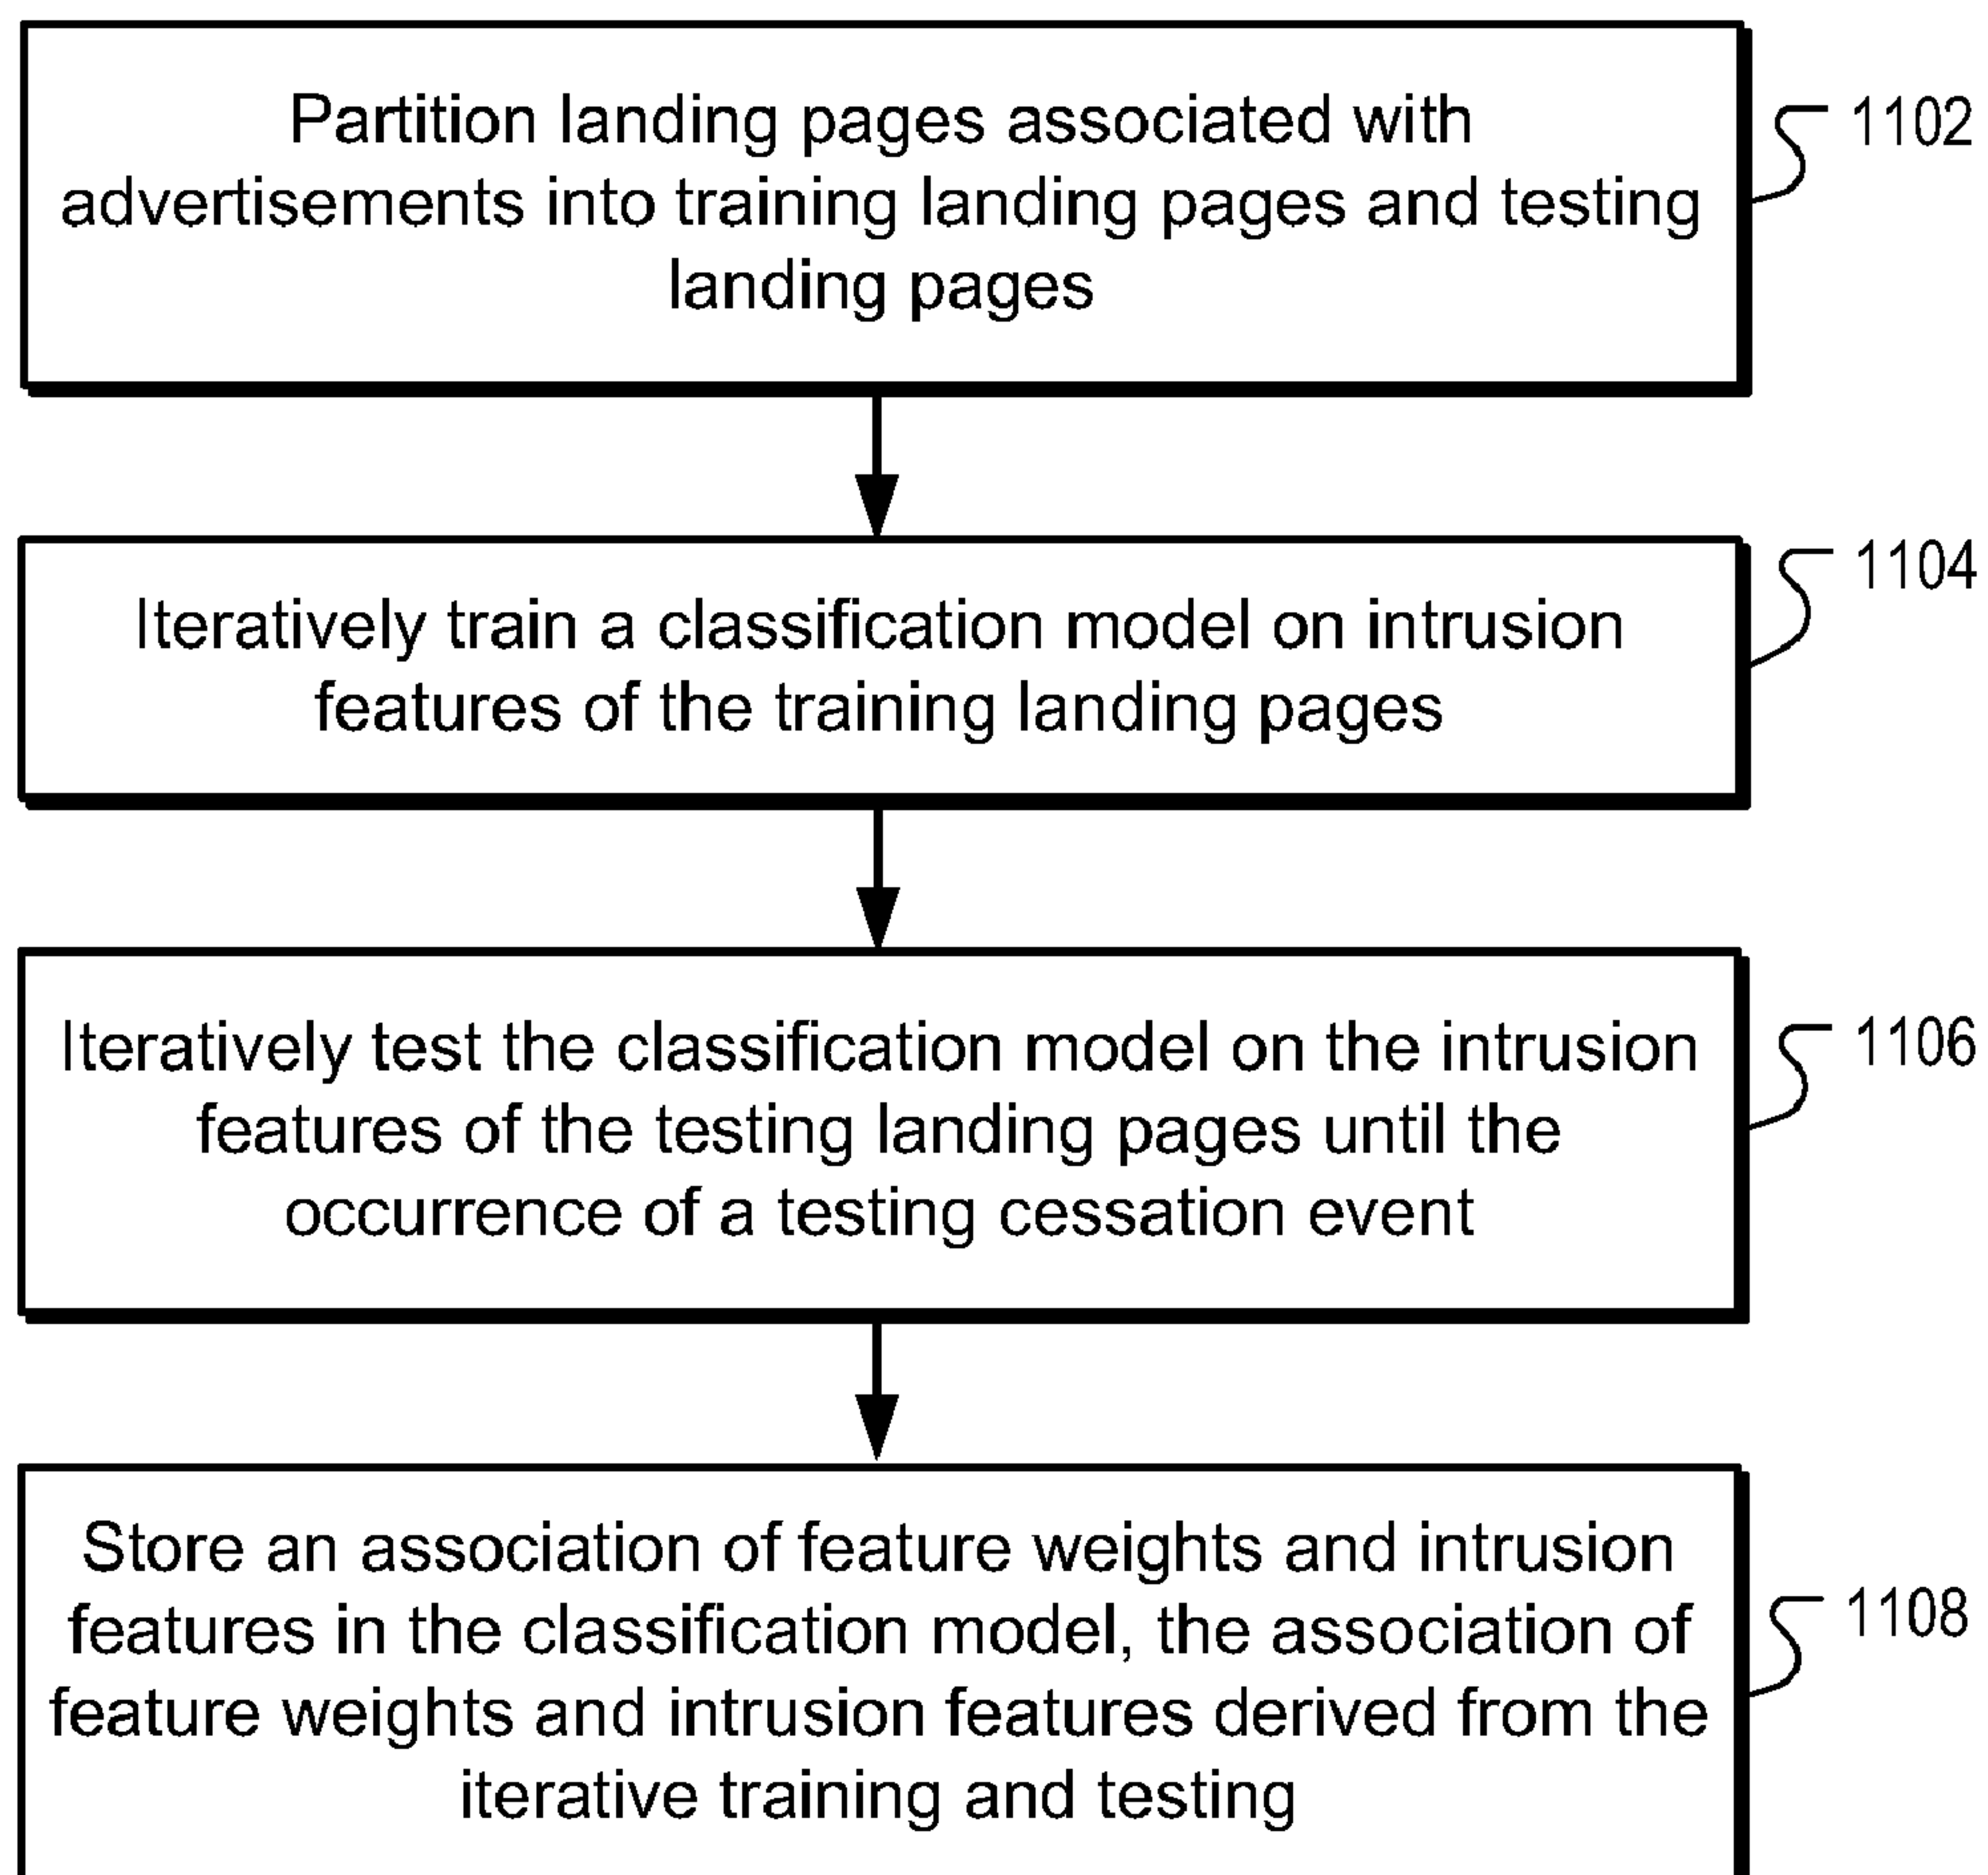 Partition landing pages associated with
advertisements into training landing pages and testing
landing pages
1102
Iteratively train a classification model on intrusion
features of the training landing pages
1104
Iteratively test the classification model on the intrusion
features of the testing landing pages until the
occurrence of a testing cessation event
1106
Store an association of feature weights and intrusion
features in the classification model, the association of
feature weights and intrusion features derived from the
iterative training and testing
1108